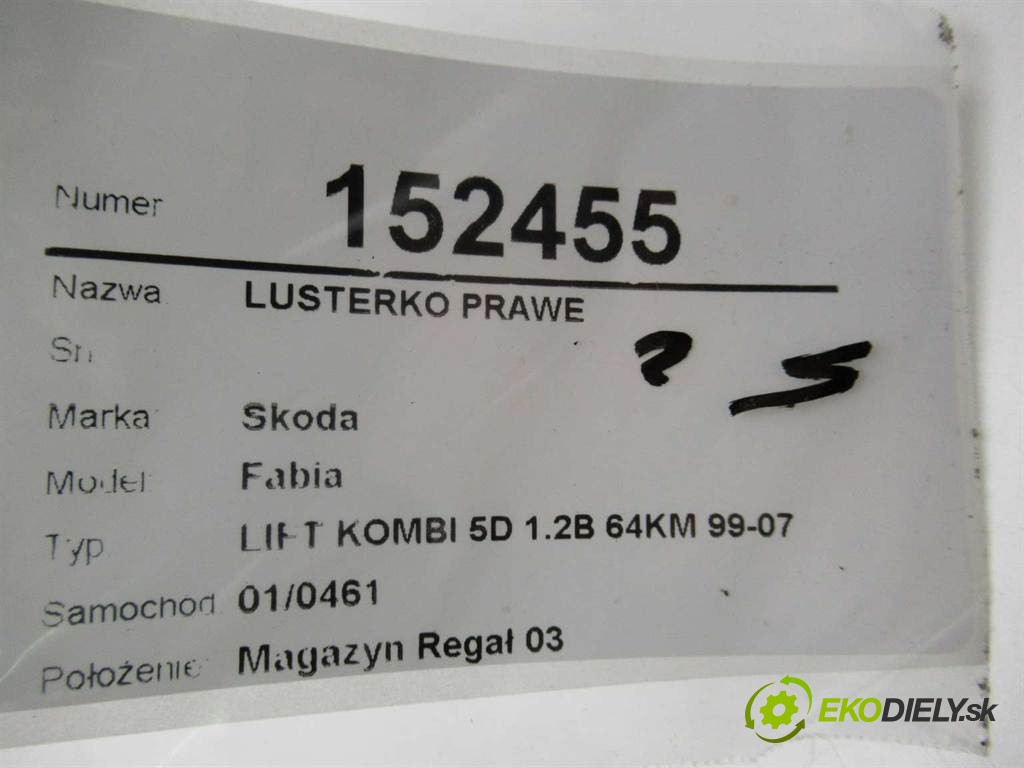 Numer 152455
Nazwa LUSTERKO PRAWE
Sn
Marka Skoda
Model Fabia
Typ LIFT KOMBI 5D 1.2B 64KM 99-07
Samochód 01/0461
Położenie Magazyn Regał 03
EKODIELY.sk